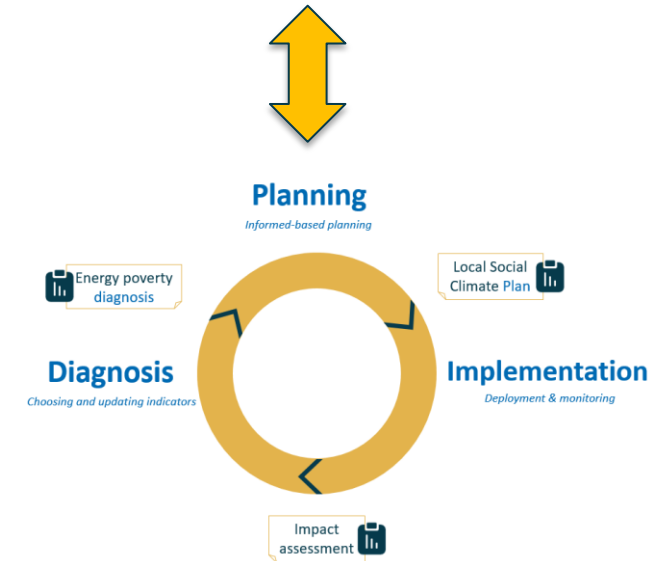 Planning
Informed-based planning
Energy poverty
diagnosis
Local Social
Climate Plan
Diagnosis
Choosing and updating indicators
Implementation
Deployment & monitoring
Impact
assessment